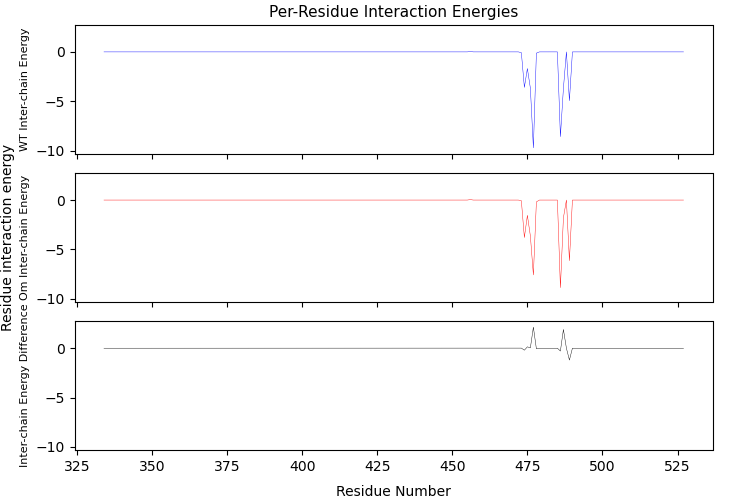 Per-Residue Interaction Energies
WT Inter-chain Energy
0
−5
−10
Residue interaction energy
Om Inter-chain Energy
0
−5
−10
Inter-chain Energy Difference
0
−5
−10
325 350 375 400 425 450 475 500 525
Residue Number